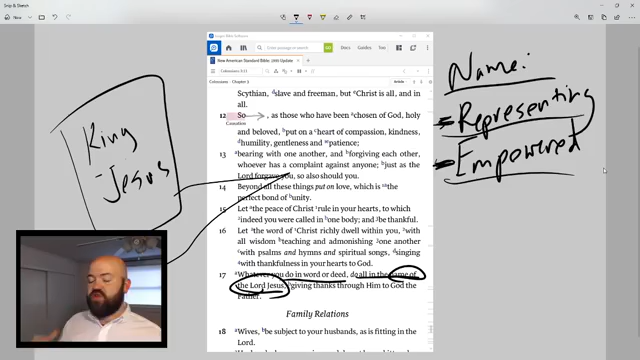 Snip & Sketch
New
Logos Bible Software
GO
Docs
Guides
Tools
New American Standard Bible: 1995 Edition
Colossians 3:12
Colossians
Chapter 3
Article
Scythian, slave and freeman, but Christ is all, and in
all.
12 So , as those who have been chosen of God, holy
and beloved, put on a heart of compassion, kindness,
humility, gentleness and patience;
13 bearing with one another, and forgiving each other,
whoever has a complaint against anyone; just as the
Lord forgave you, so also should you.
14 Beyond all these things put on love, which is the
perfect bond of unity.
15 Let the peace of Christ rule in your hearts, to which
indeed you were called in one body; and be thankful.
16 Let the word of Christ richly dwell within you, with
all wisdom teaching and admonishing one another
with psalms and hymns and spiritual songs, singing
with thankfulness in your hearts to God.
17 Whatever you do in word or deed, do all in the name of
the Lord Jesus, giving thanks through Him to God the
Father.
Family Relations
18 Wives, be subject to your husbands, as is fitting in the
Lord.
King
Jesus
Name:
Representing
Empowered